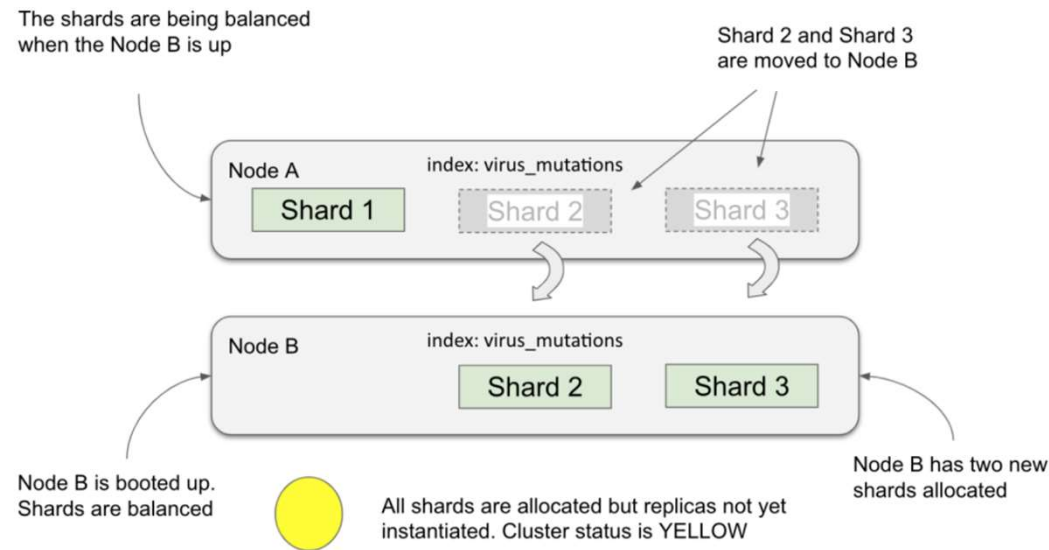 The shards are being balanced
when the Node B is up
Shard 2 and Shard 3
are moved to Node B
Node A
index: virus_mutations
Shard 1
Shard 2
Shard 3
Node B
index: virus_mutations
Shard 2
Shard 3
Node B is booted up.
Shards are balanced
All shards are allocated but replicas not yet
instantiated. Cluster status is YELLOW
Node B has two new
shards allocated